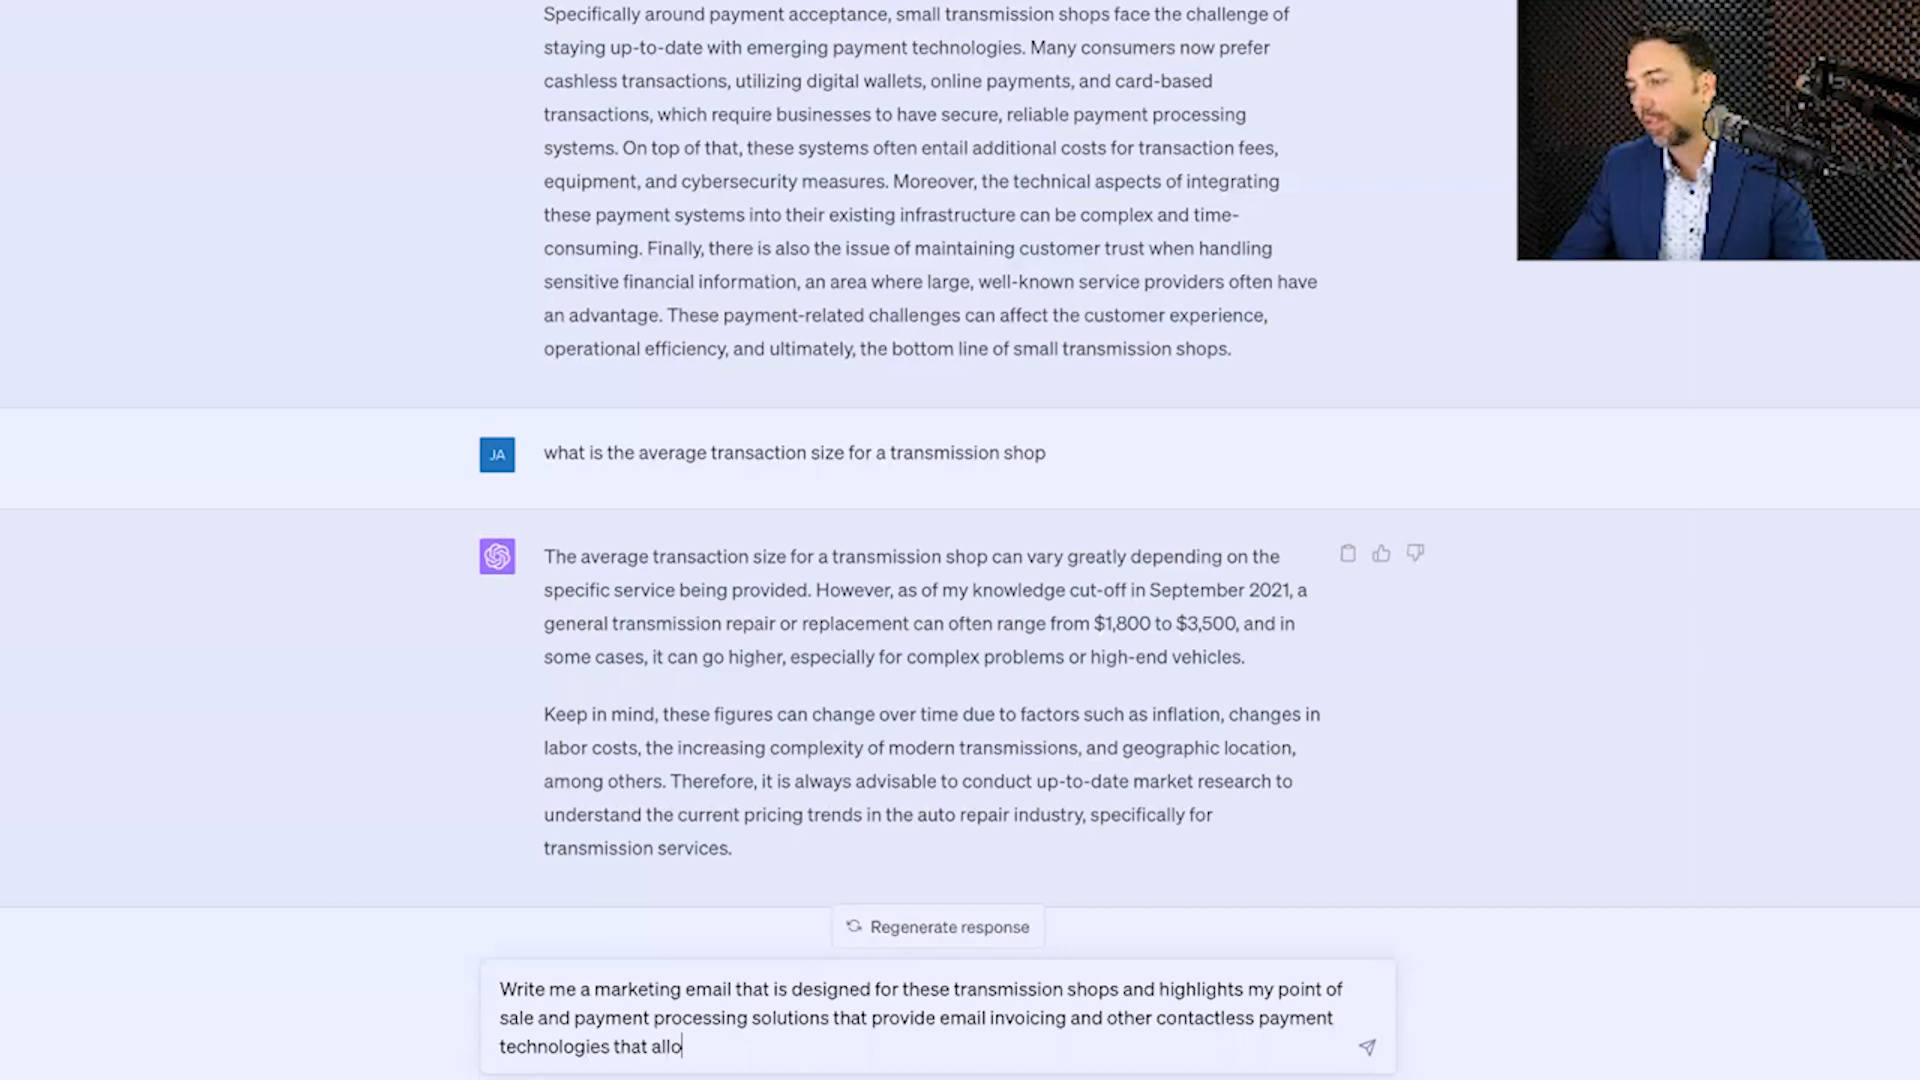 Specifically around payment acceptance, small transmission shops face the challenge of
staying up-to-date with emerging payment technologies. Many consumers now prefer
cashless transactions, utilizing digital wallets, online payments, and card-based
transactions, which require businesses to have secure, reliable payment processing
systems. On top of that, these systems often entail additional costs for transaction fees,
equipment, and cybersecurity measures. Moreover, the technical aspects of integrating
these payment systems into their existing infrastructure can be complex and time-
consuming. Finally, there is also the issue of maintaining customer trust when handling
sensitive financial information, an area where large, well-known service providers often have
an advantage. These payment-related challenges can affect the customer experience,
operational efficiency, and ultimately, the bottom line of small transmission shops.
JA
what is the average transaction size for a transmission shop
The average transaction size for a transmission shop can vary greatly depending on the
specific service being provided. However, as of my knowledge cut-off in September 2021, a
general transmission repair or replacement can often range from $1,800 to $3,500, and in
some cases, it can go higher, especially for complex problems or high-end vehicles.
Keep in mind, these figures can change over time due to factors such as inflation, changes in
labor costs, the increasing complexity of modern transmissions, and geographic location,
among others. Therefore, it is always advisable to conduct up-to-date market research to
understand the current pricing trends in the auto repair industry, specifically for
transmission services.
Regenerate response
Write me a marketing email that is designed for these transmission shops and highlights my point of
sale and payment processing solutions that provide email invoicing and other contactless payment
technologies that allo